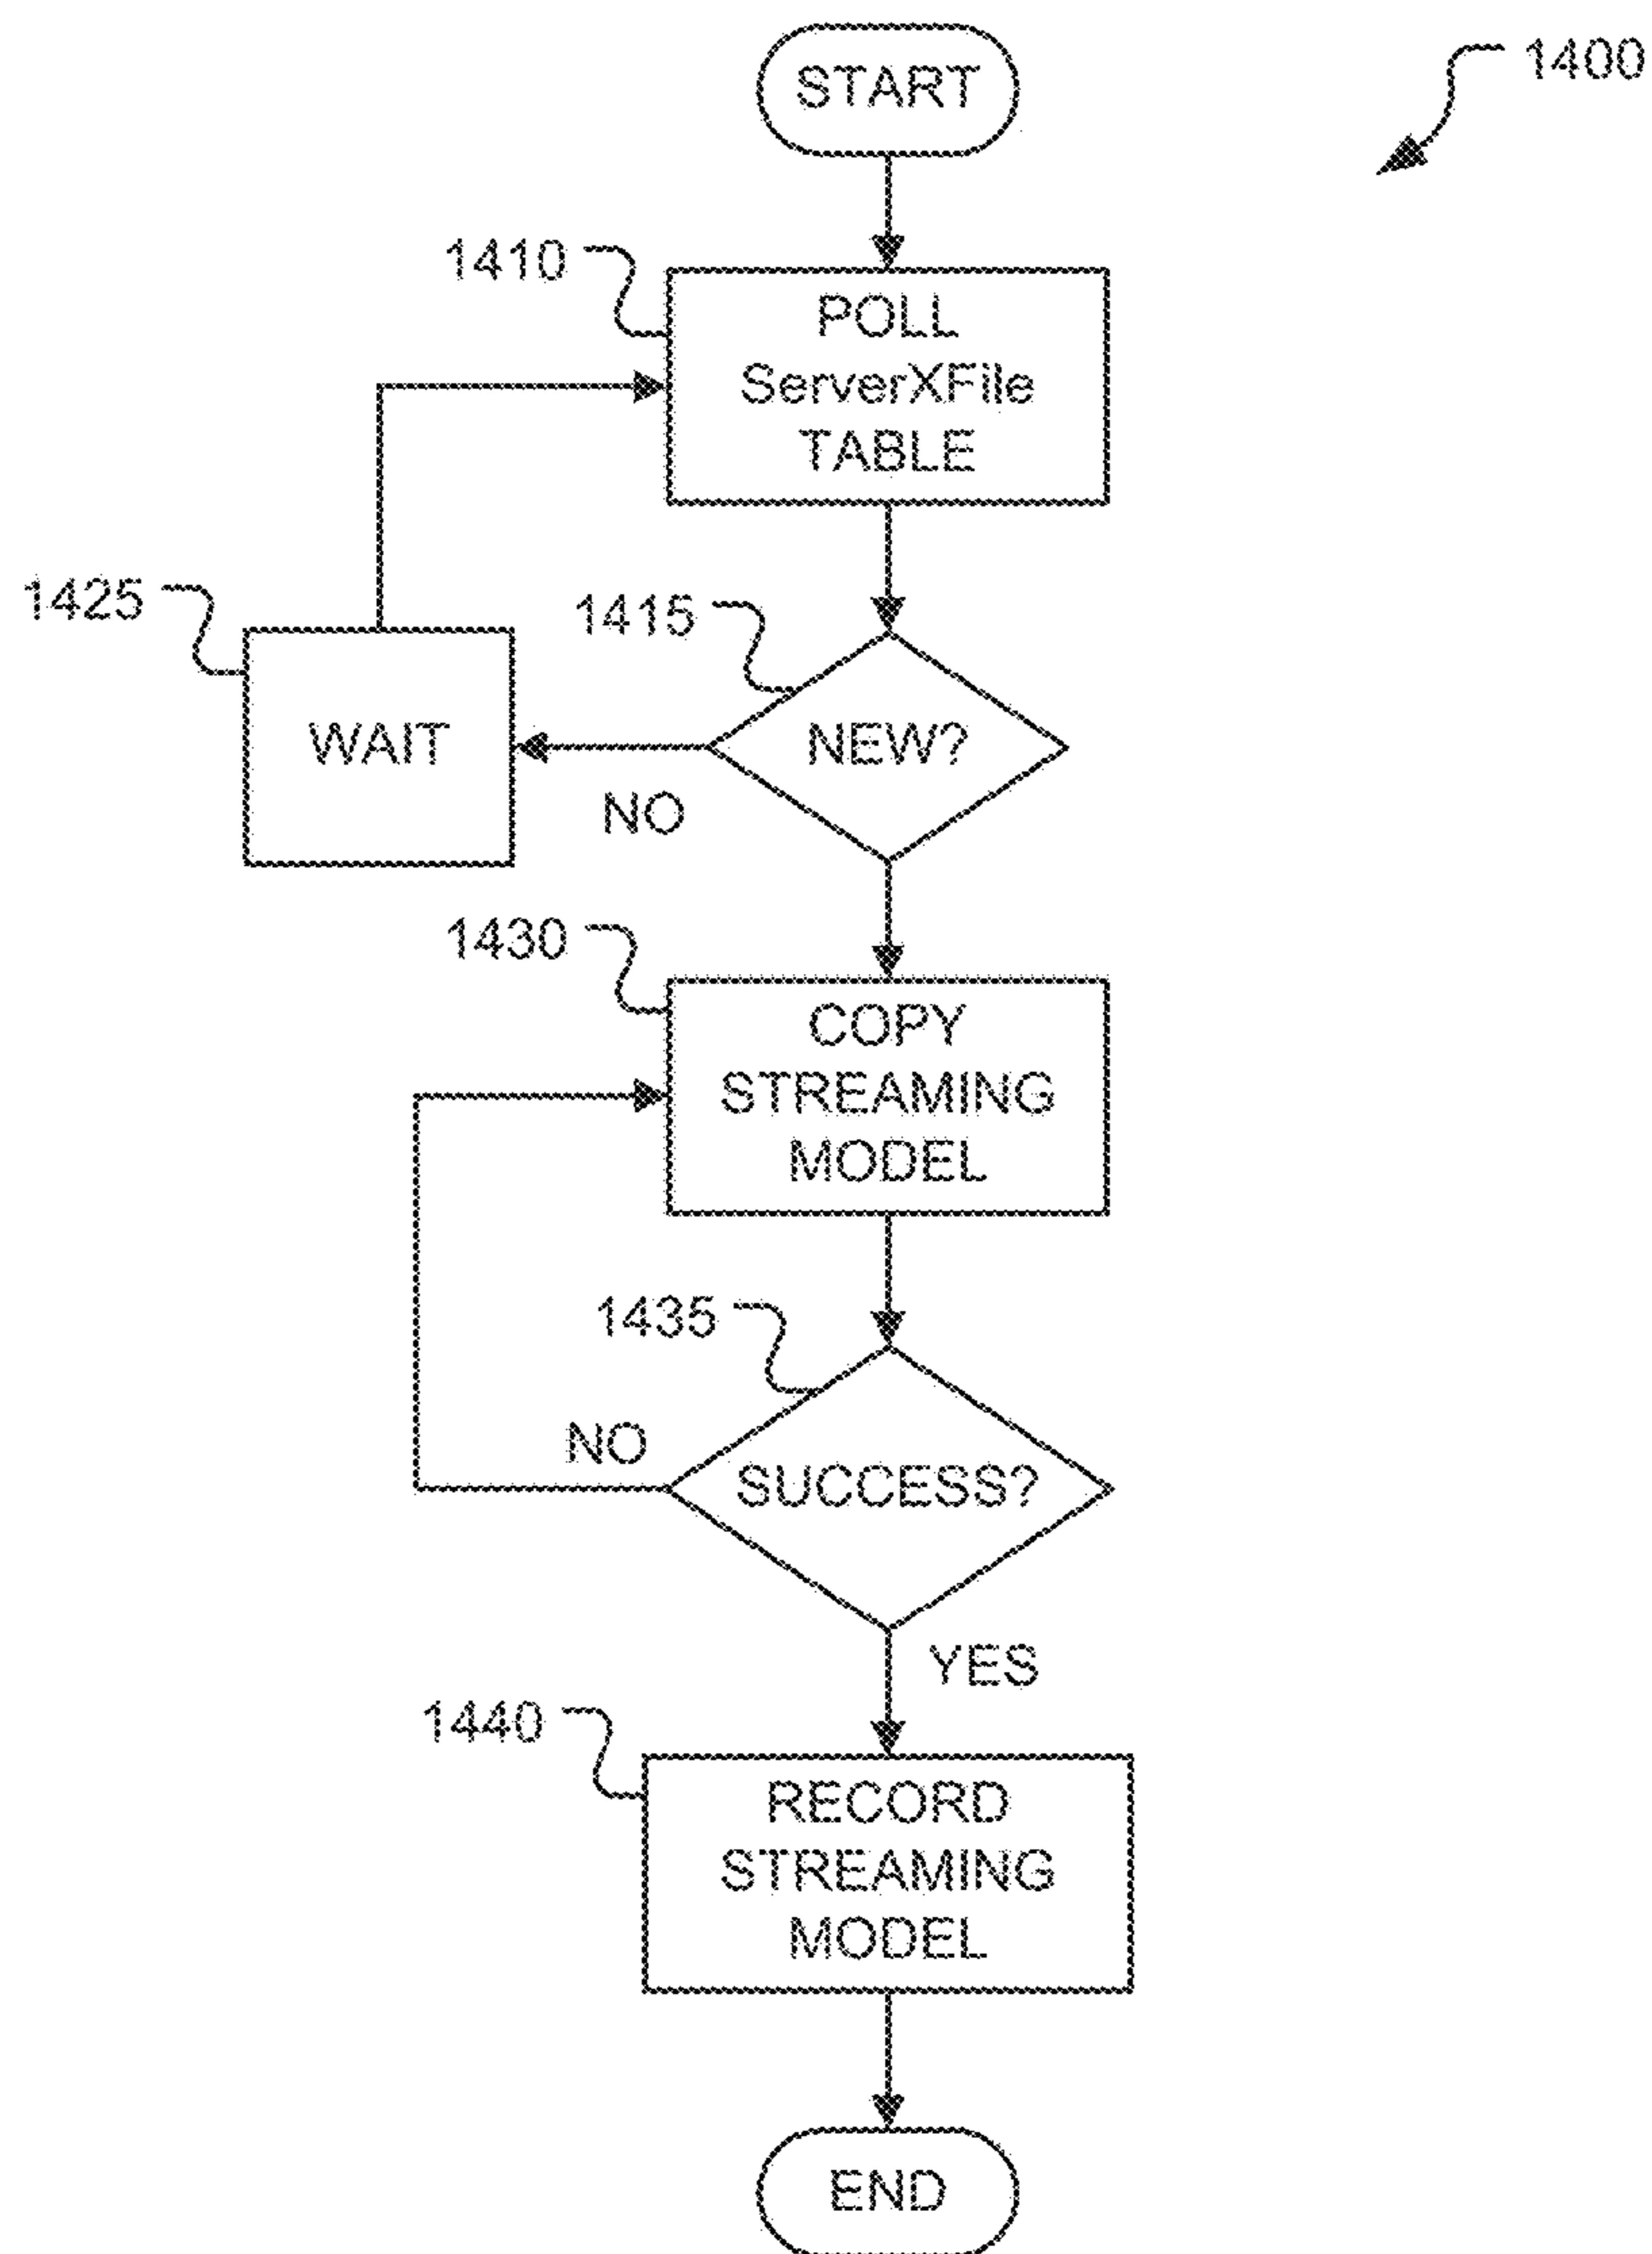 START
1400
1410
POLL
ServerXFile
TABLE
1425
1415
WAIT
NEW?
NO
1430
COPY
STREAMING
MODEL
1435
NO
SUCCESS?
YES
1440
RECORD
STREAMING
MODEL
END